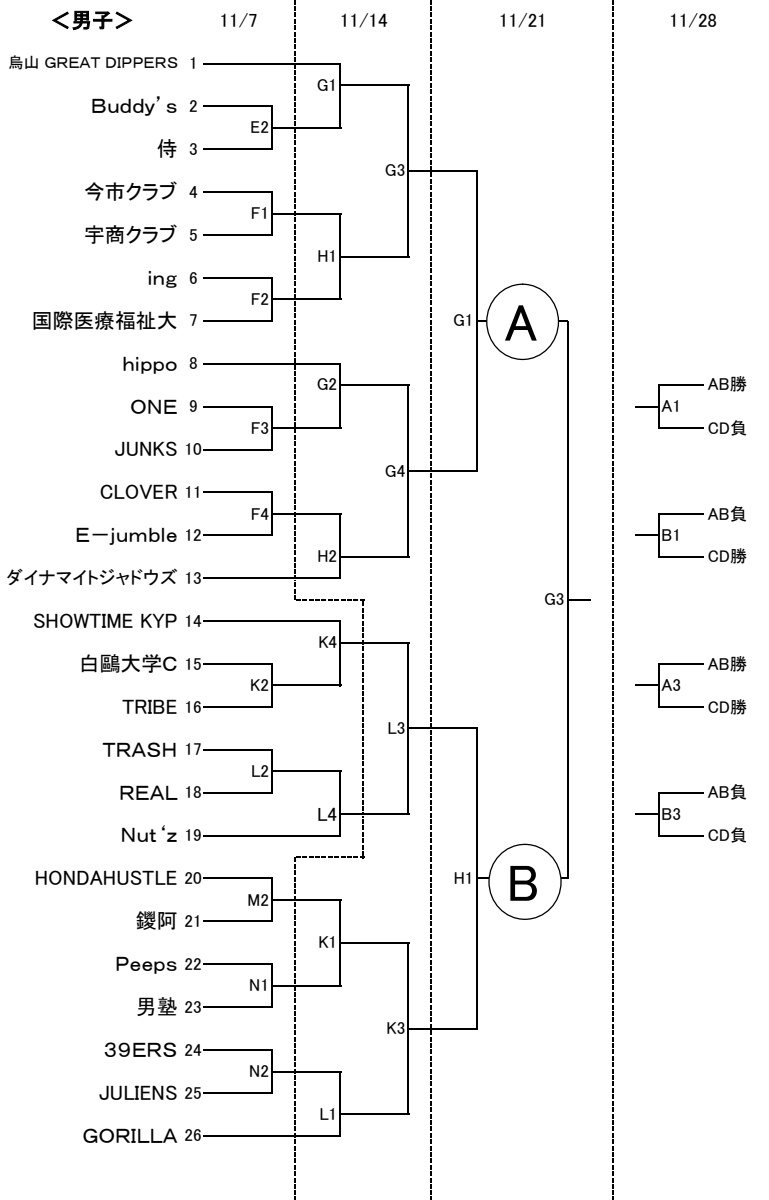 ＜男子＞ 11/7 11/14 11/21 11/28
烏山 GREAT DIPPERS 1
G1
Buddy’s 2
E2
侍 3
G3
今市クラブ 4
F1
宇商クラブ 5
H1
ing 6
F2
国際医療福祉大 7
G1 A
hippo 8
G2
AB勝
ONE 9
A1
F3
CD負
JUNKS 10
G4
CLOVER 11
F4
AB負
E－jumble 12
B1
H2
CD勝
ダイナマイトジャドウズ 13
G3
SHOWTIME KYP 14
K4
白鷗大学C 15
AB勝
K2
A3
TRIBE 16
CD勝
L3
TRASH 17
L2
REAL 18
AB負
L4
B3
Nut‘z 19
CD負
HONDAHUSTLE 20
H1 B
M2
鑁阿 21
K1
Peeps 22
N1
男塾 23
K3
39ERS 24
N2
JULIENS 25
L1
GORILLA 26